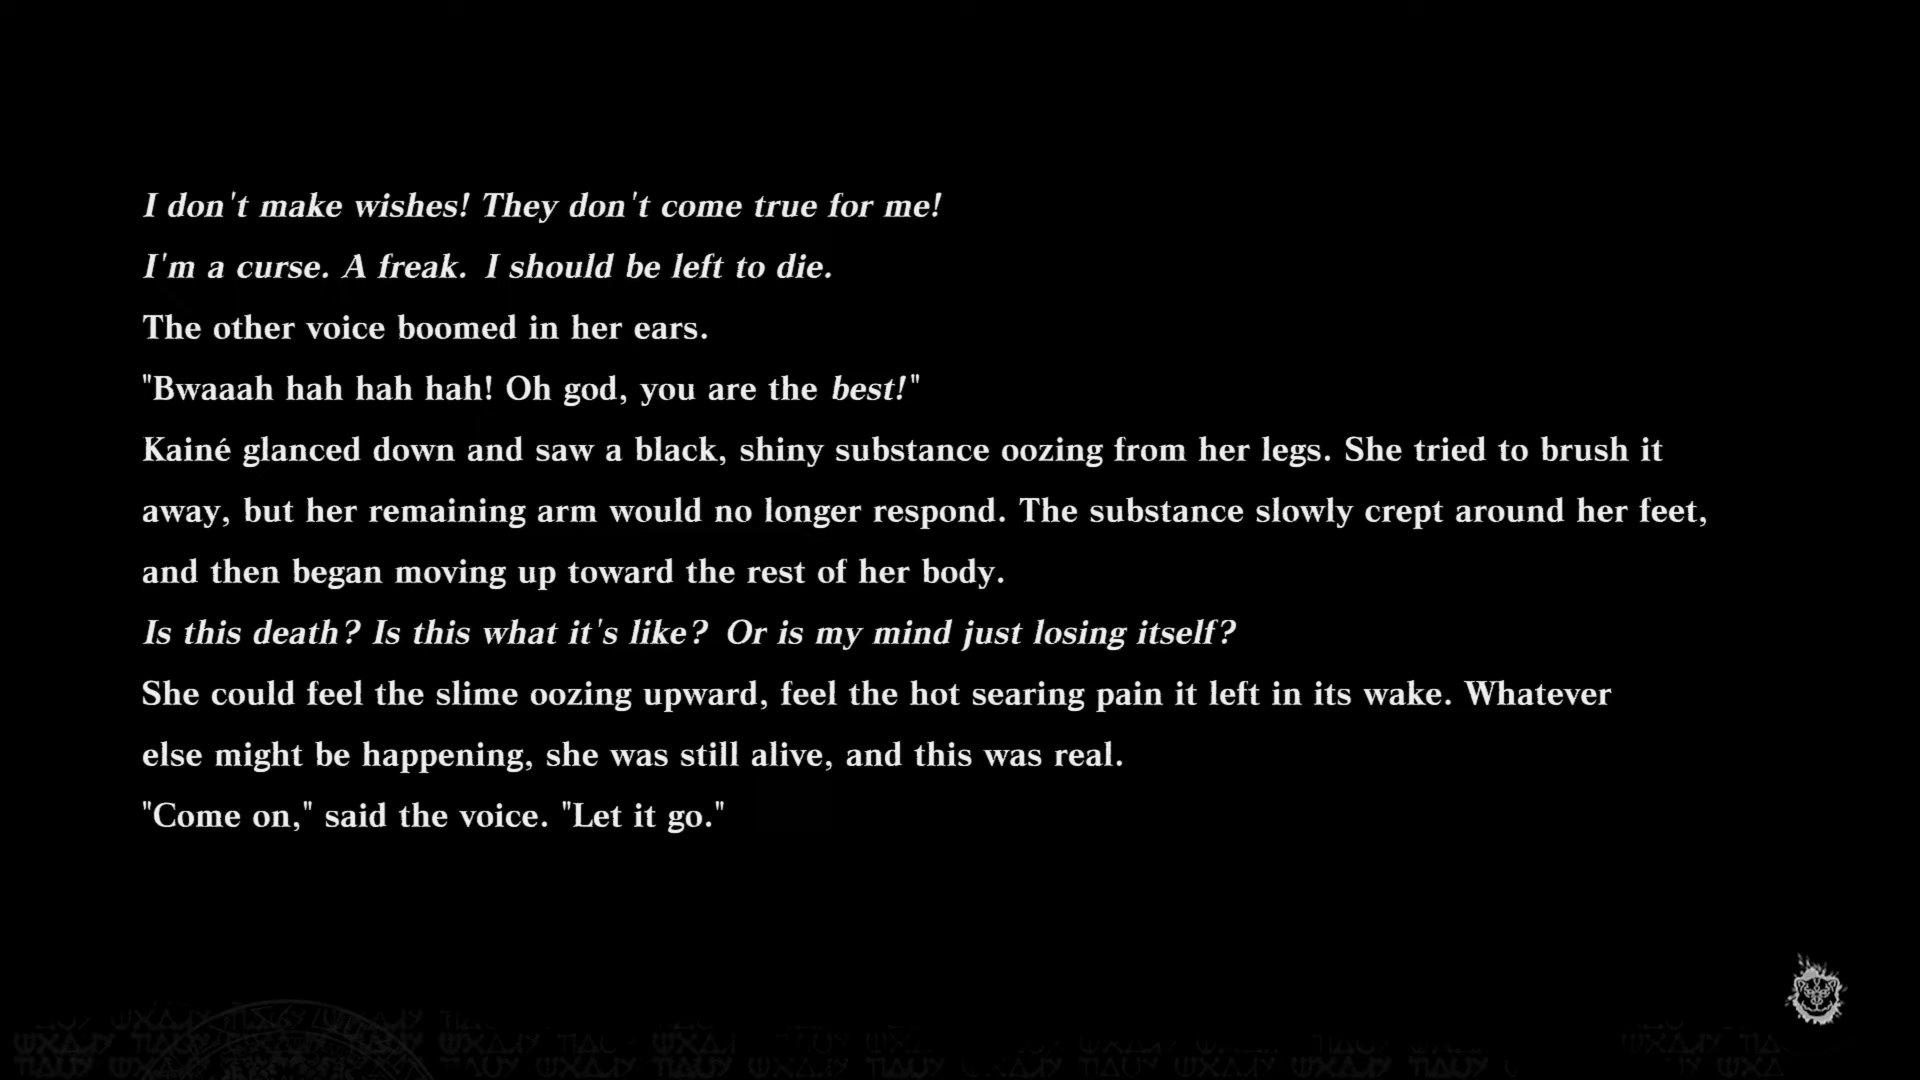 I don't make wishes! They don't come true for me!
I'm a curse. A freak. I should be left to die.
The other voice boomed in her ears.
"Bwaaah hah hah hah! Oh god, you are the best!"
Kainé glanced down and saw a black, shiny substance oozing from her legs. She tried to brush it
away, but her remaining arm would no longer respond. The substance slowly crept around her feet,
and then began moving up toward the rest of her body.
Is this death? Is this what it's like? Or is my mind just losing itself?
She could feel the slime oozing upward, feel the hot searing pain it left in its wake. Whatever
else might be happening, she was still alive, and this was real.
"Come on," said the voice. "Let it go."